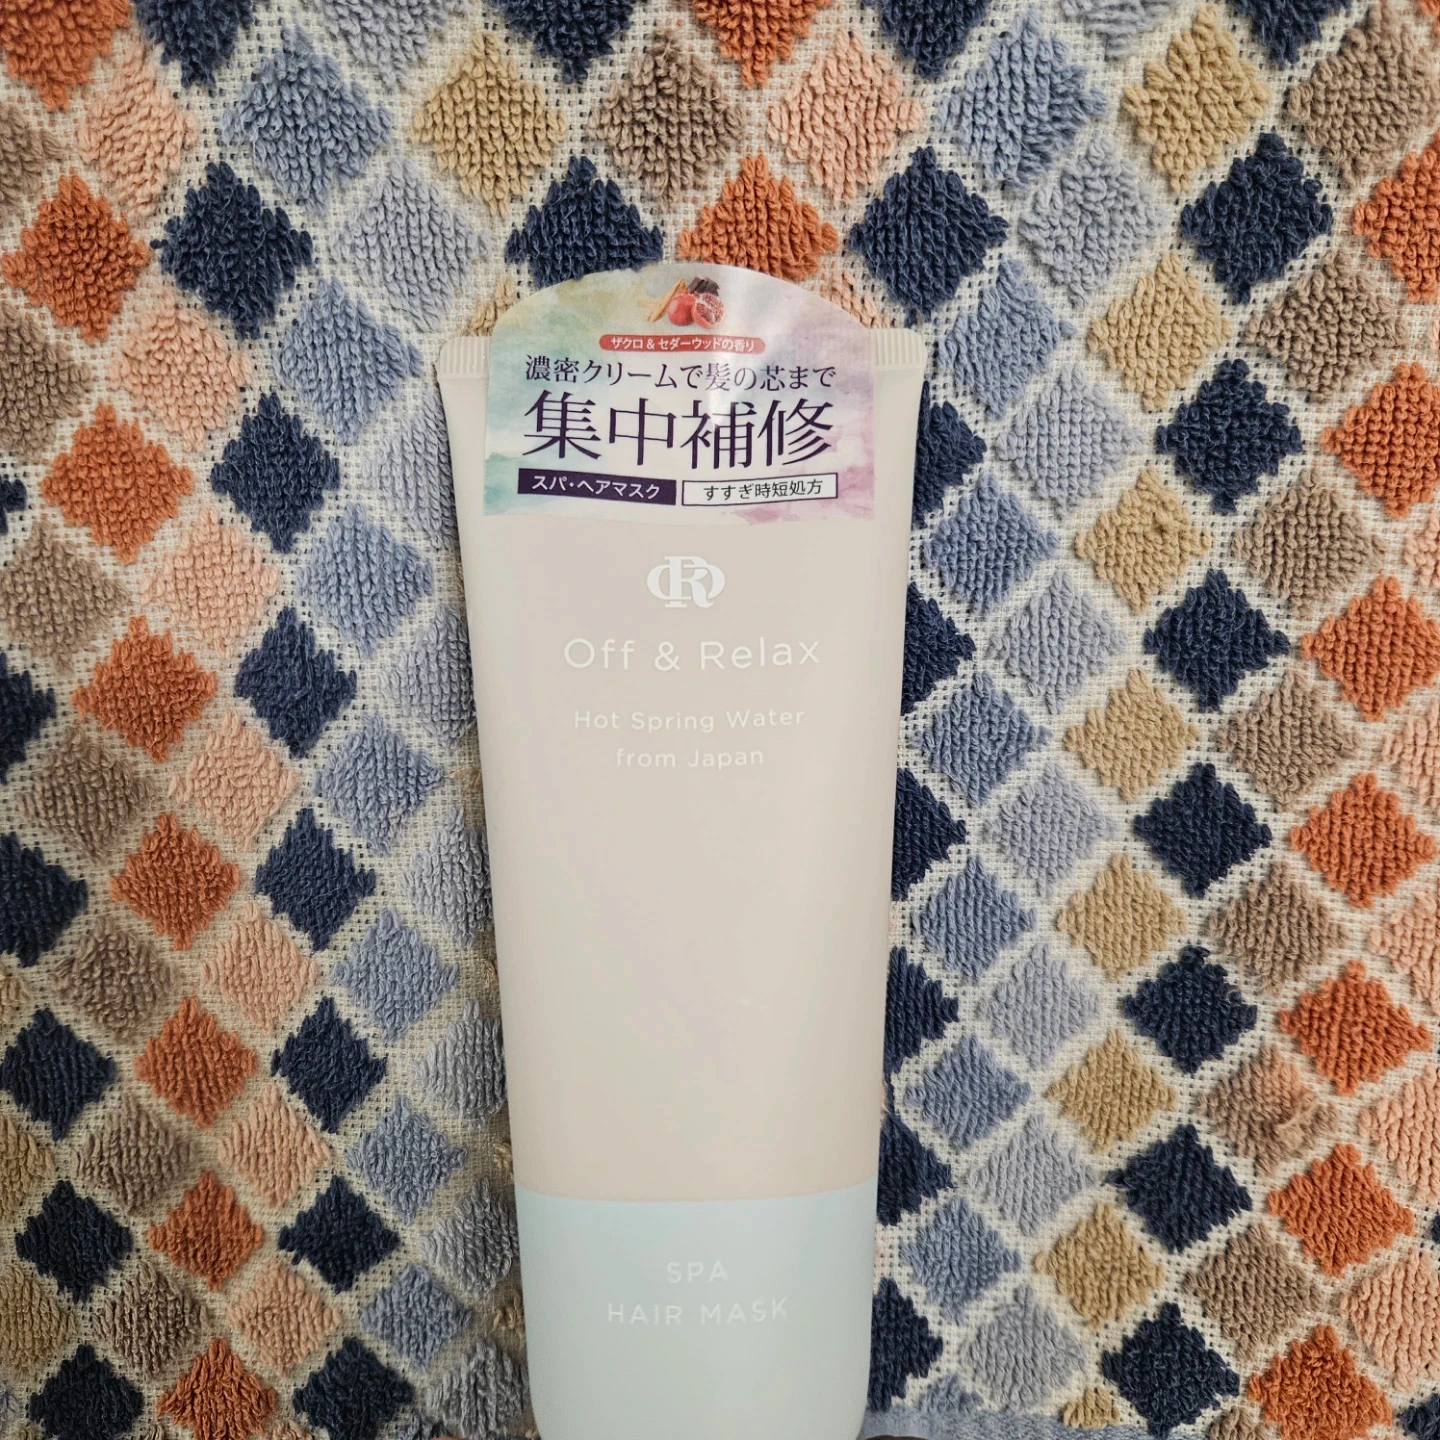 ザクロ&セダーウッドの香り
濃密クリームで髪の芯まで
集中補修
スパ・ヘアマスク すすぎ時短処方
Off & Relax
Hot Spring Water
from Japan
SPA
HAIR MASK